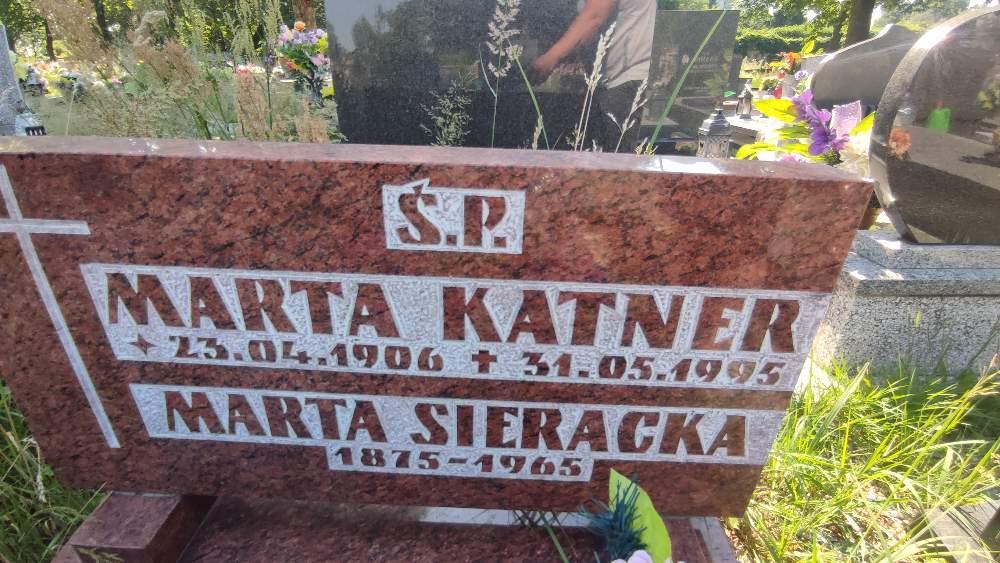 Ś.P.
MARTA KATNER
✦ 23.04.1906 ✝ 31.05.1995
MARTA SIERACKA
1875-1965